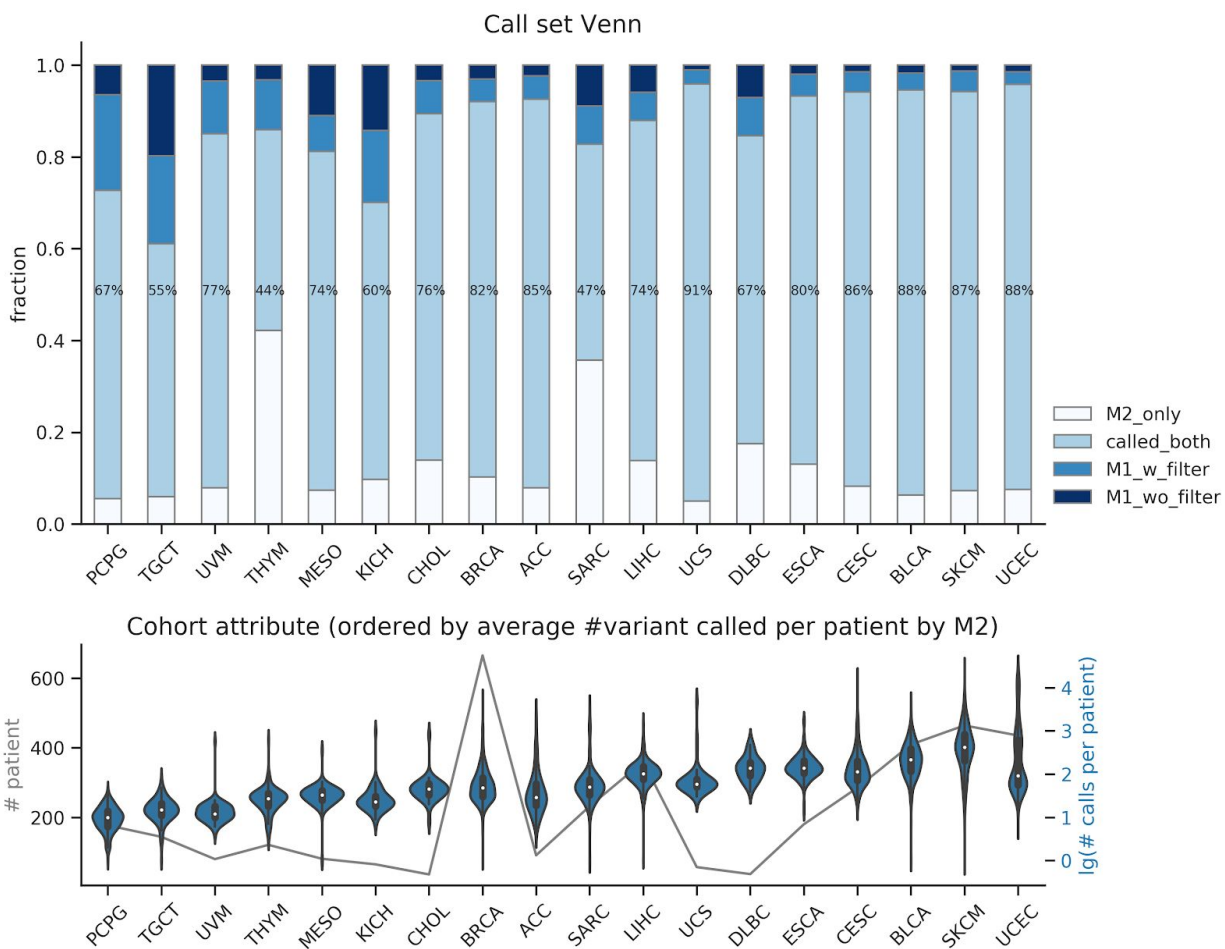 Call set Venn
fraction
1.0
0.8
0.6
0.4
0.2
0.0
67% 55% 77% 44% 74% 60% 76% 82% 85% 47% 74% 91% 67% 80% 86% 88% 87% 88%
M2_only
called_both
M1_w_filter
M1_wo_filter
PCPG TGCT UVM THYM MESO KICH CHOL BRCA ACC SARC LIHC UCS DLBC ESCA CESC BLCA SKCM UCEC
Cohort attribute (ordered by average #variant called per patient by M2)
# patient
600
400
200
4
3
2
1
0
lg(# calls per patient)
PCPG TGCT UVM THYM MESO KICH CHOL BRCA ACC SARC LIHC UCS DLBC ESCA CESC BLCA SKCM UCEC